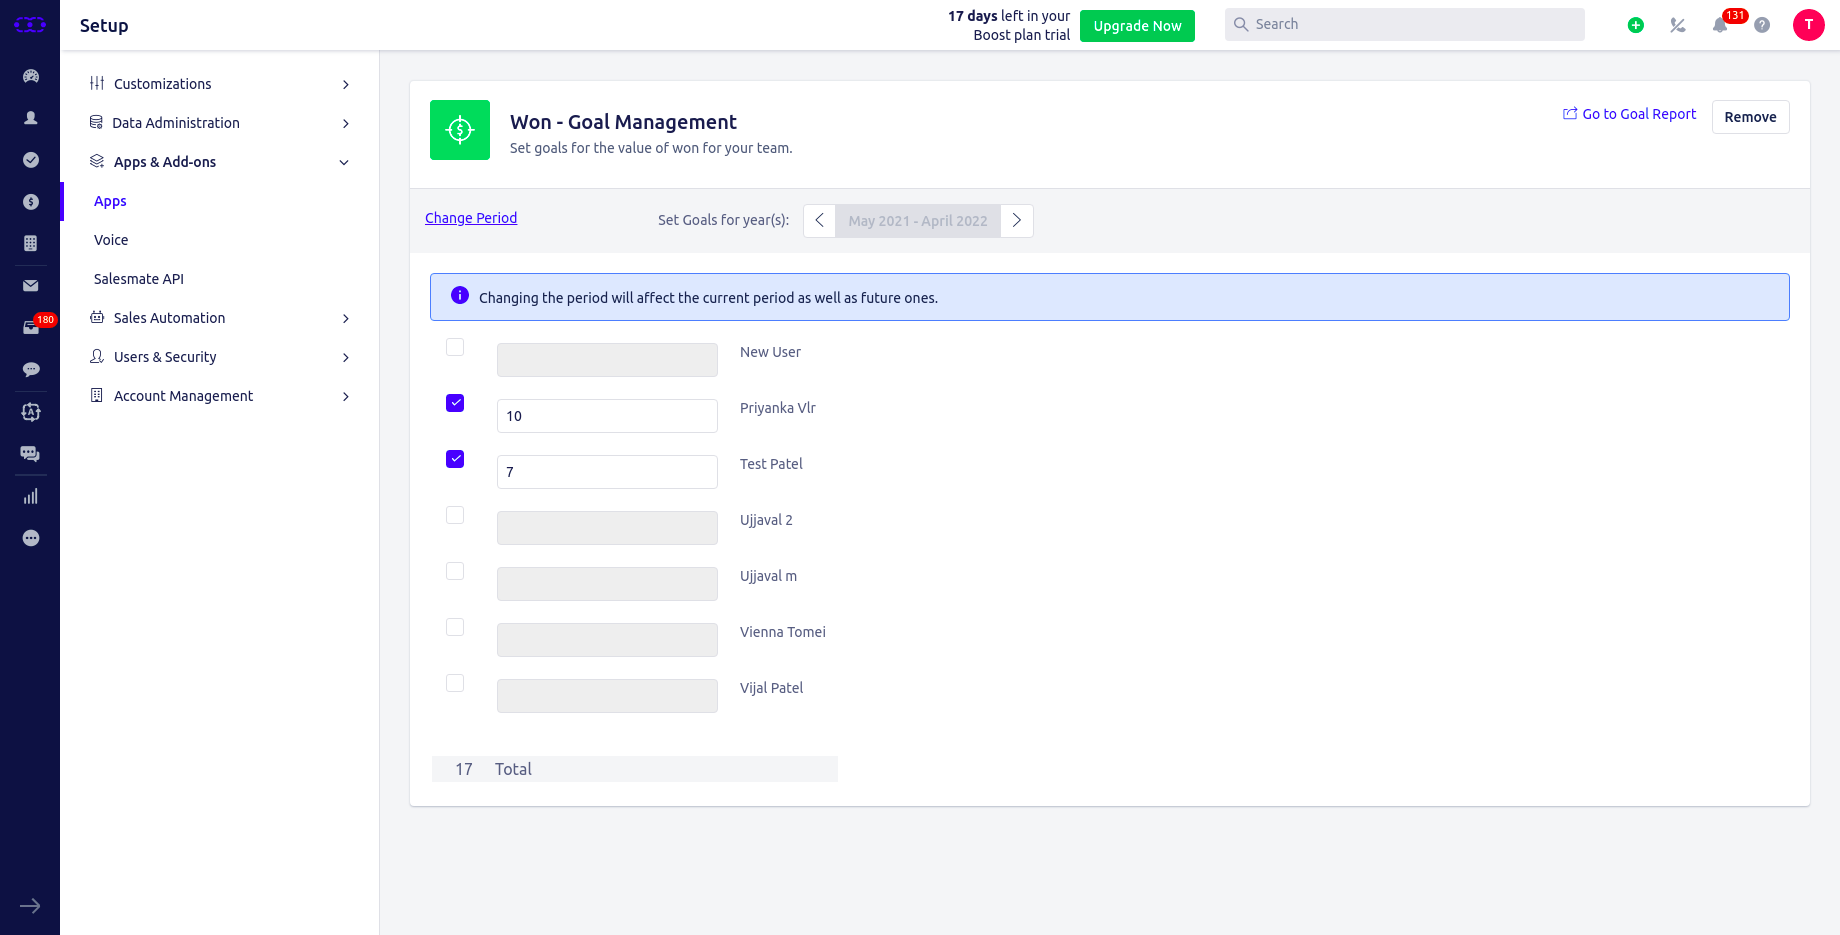 Setup
17 days left in your
Boost plan trial
Upgrade Now
Search
131
T
180
Customizations
Data Administration
Apps & Add-ons
Apps
Voice
Salesmate API
Sales Automation
Users & Security
Account Management
Won - Goal Management
Set goals for the value of won for your team.
Go to Goal Report
Remove
Change Period
Set Goals for year(s):
May 2021 - April 2022
Changing the period will affect the current period as well as future ones.
New User
10 Priyanka Vlr
7 Test Patel
Ujjaval 2
Ujjaval m
Vienna Tomei
Vijal Patel
17 Total